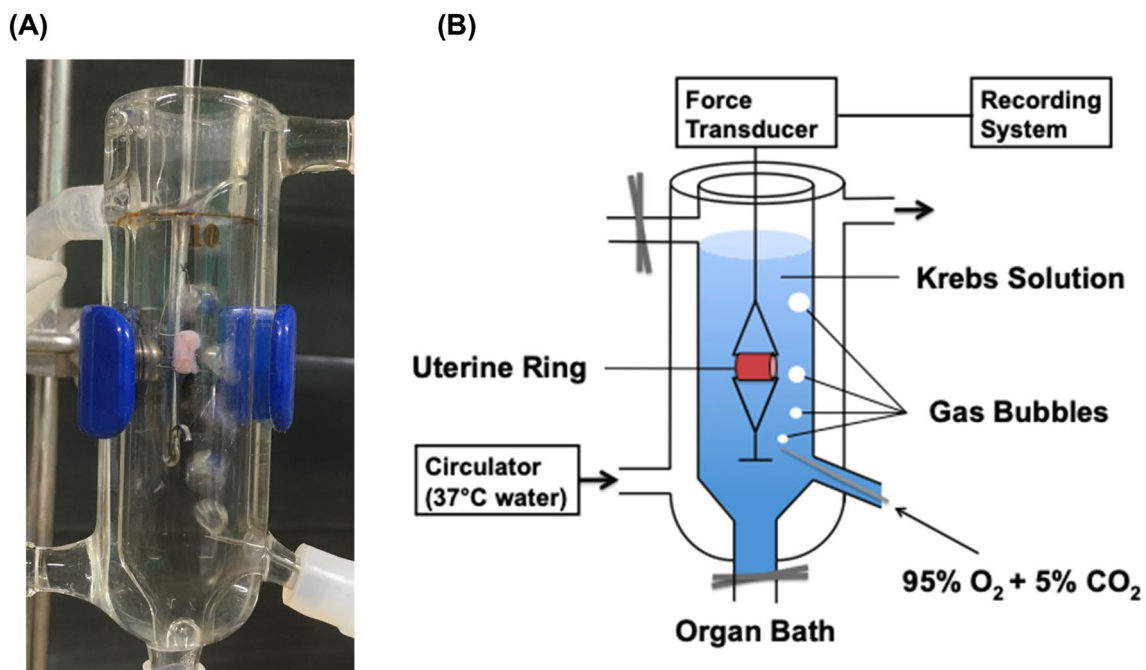 (A)
(B)
10
Force
Transducer
Recording
System
Krebs Solution
Uterine Ring
Gas Bubbles
Circulator
(37°C water)
95% O₂ + 5% CO₂
Organ Bath